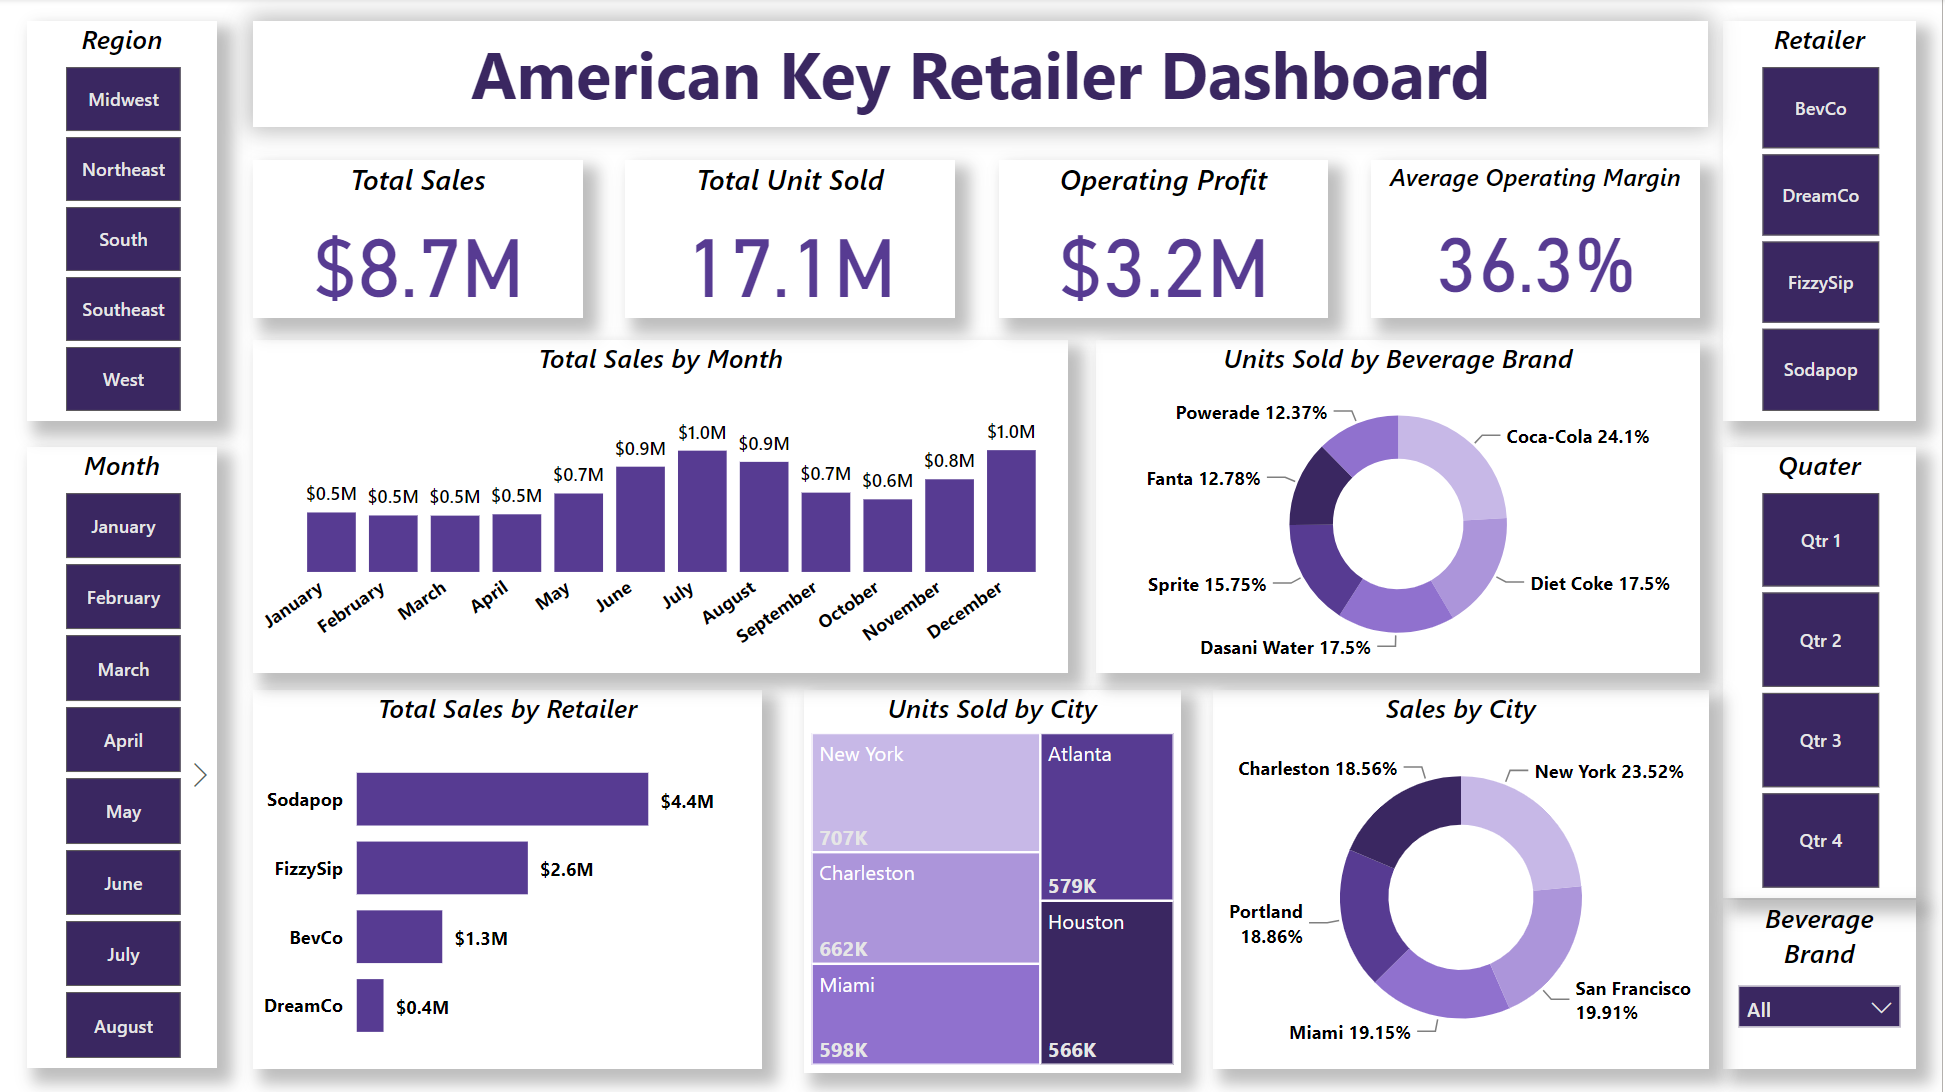 American Key Retailer Dashboard
Region
Midwest
Northeast
South
Southeast
West
Month
January
February
March
April
May
June
July
August
Total Sales
$8.7M
Total Unit Sold
17.1M
Operating Profit
$3.2M
Average Operating Margin
36.3%
Total Sales by Month
$0.5M
$0.5M
$0.5M
$0.5M
$0.7M
$0.9M
$1.0M
$0.9M
$0.7M
$0.6M
$0.8M
$1.0M
January
February
March
April
May
June
July
August
September
October
November
December
Units Sold by Beverage Brand
Powerade 12.37%
Coca-Cola 24.1%
Fanta 12.78%
Sprite 15.75%
Diet Coke 17.5%
Dasani Water 17.5%
Total Sales by Retailer
Sodapop $4.4M
FizzySip $2.6M
BevCo $1.3M
DreamCo $0.4M
Units Sold by City
New York
707K
Charleston
662K
Miami
598K
Atlanta
579K
Houston
566K
Sales by City
Charleston 18.56%
New York 23.52%
Portland
18.86%
San Francisco
19.91%
Miami 19.15%
Retailer
BevCo
DreamCo
FizzySip
Sodapop
Quater
Qtr 1
Qtr 2
Qtr 3
Qtr 4
Beverage
Brand
All